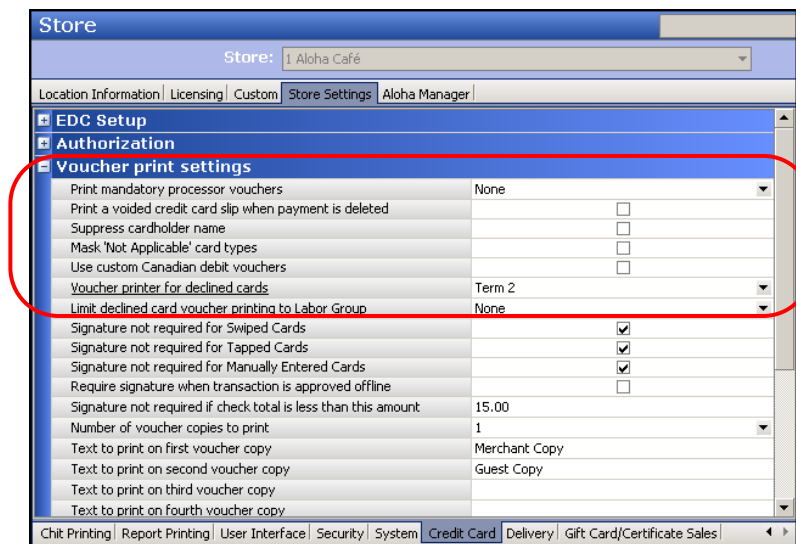 Store
Store: 1 Aloha Café
Location Information Licensing Custom Store Settings Aloha Manager
EDC Setup
Authorization
Voucher print settings
Print mandatory processor vouchers None
Print a voided credit card slip when payment is deleted
Suppress cardholder name
Mask 'Not Applicable' card types
Use custom Canadian debit vouchers
Voucher printer for declined cards Term 2
Limit declined card voucher printing to Labor Group None
Signature not required for Swiped Cards
Signature not required for Tapped Cards
Signature not required for Manually Entered Cards
Require signature when transaction is approved offline
Signature not required if check total is less than this amount 15.00
Number of voucher copies to print 1
Text to print on first voucher copy Merchant Copy
Text to print on second voucher copy Guest Copy
Text to print on third voucher copy
Text to print on fourth voucher copy
Chit Printing Report Printing User Interface Security System Credit Card Delivery Gift Card/Certificate Sales